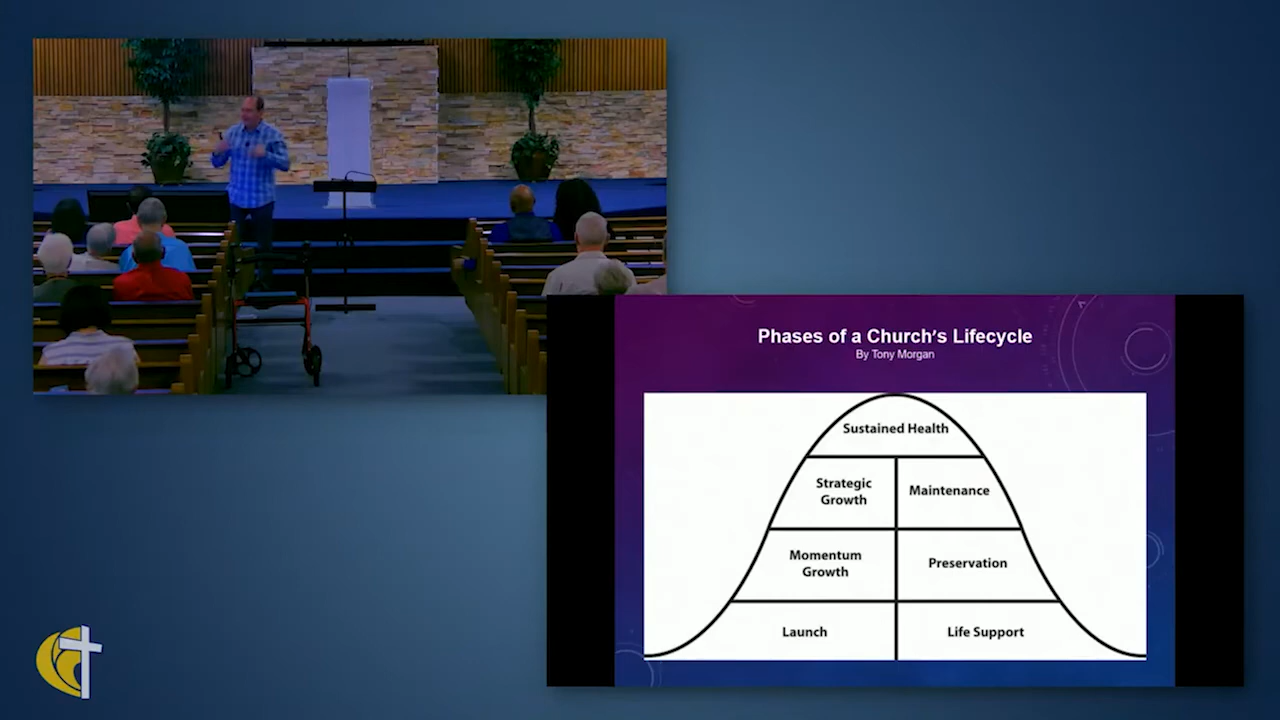 Phases of a Church's Lifecycle
By Tony Morgan
Sustained Health
Strategic
Growth
Maintenance
Momentum
Growth
Preservation
Launch
Life Support